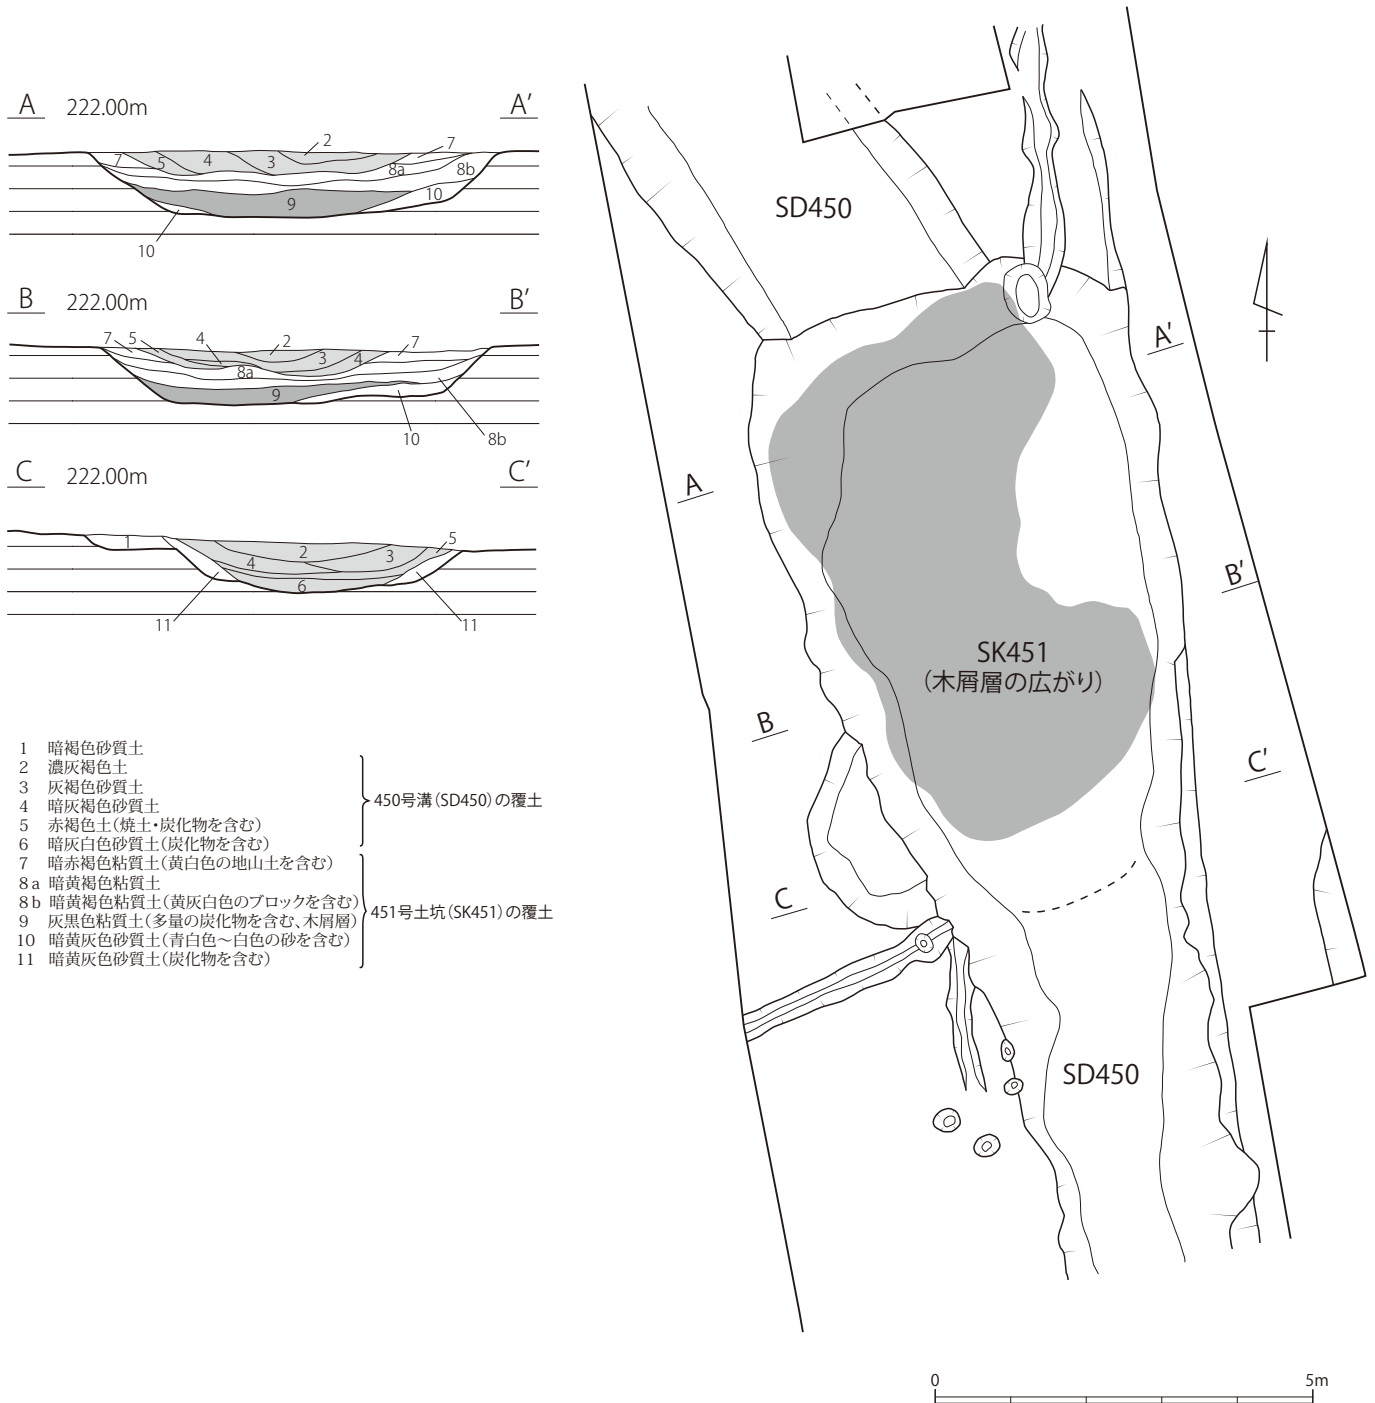 A 222.00m A′
2 7
7 5 4 3 8a 8b
9 10
10
B 222.00m B′
7 5 4 2 7
3 4
8a
9
10 8b
C 222.00m C′
1 2 3 5
4
6
11 11
1 暗褐色砂質土
2 濃灰褐色土
3 灰褐色砂質土
4 暗灰褐色砂質土
5 赤褐色土（焼土・炭化物を含む）
6 暗灰白色砂質土（炭化物を含む）
450号溝（SD450）の覆土
7 暗赤褐色粘質土（黄白色の地山土を含む）
8a 暗黄褐色粘質土
8b 暗黄褐色粘質土（黄灰白色のブロックを含む）
9 灰黒色粘質土（多量の炭化物を含む、木屑層）
10 暗黄灰色砂質土（青白色～白色の砂を含む）
11 暗黄灰色砂質土（炭化物を含む）
451号土坑（SK451）の覆土
SD450
A′
A
B′
SK451
（木屑層の広がり）
B
C′
C
SD450
0 5m